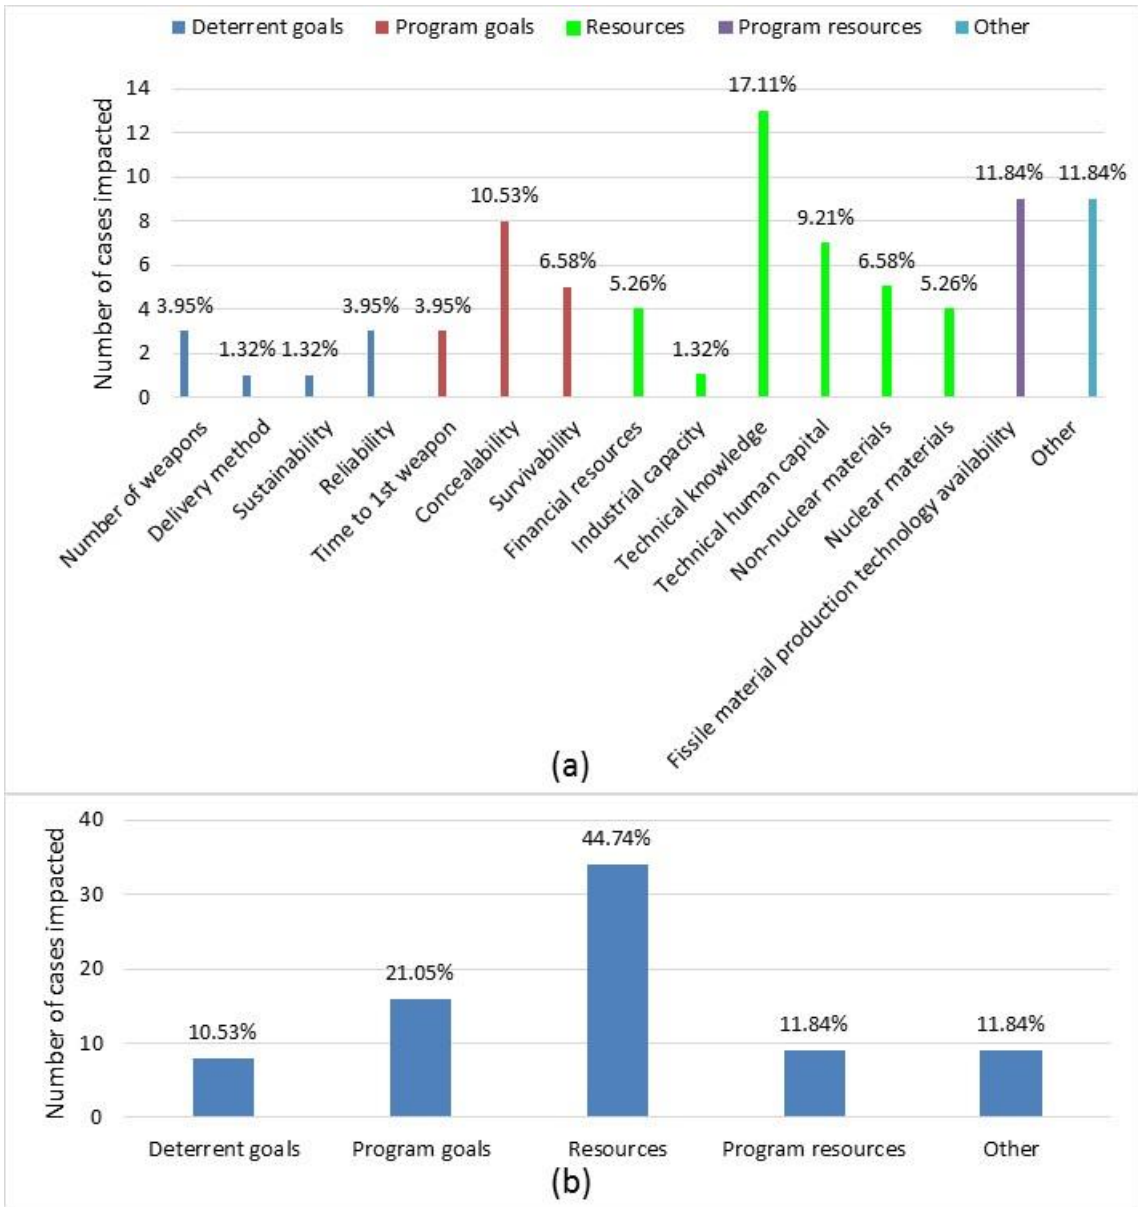 Deterrent goals Program goals Resources Program resources Other
Number of cases impacted
14
12
10
8
6
4
2
0
3.95%
1.32%
1.32%
3.95%
3.95%
10.53%
6.58%
5.26%
1.32%
17.11%
9.21%
6.58%
5.26%
11.84%
11.84%
Number of weapons
Delivery method
Sustainability
Reliability
Time to 1st weapon
Concealability
Survivability
Financial resources
Industrial capacity
Technical knowledge
Technical human capital
Non-nuclear materials
Nuclear materials
Fissile material production technology availability
Other
(a)
Number of cases impacted
40
30
20
10
0
10.53%
21.05%
44.74%
11.84%
11.84%
Deterrent goals Program goals Resources Program resources Other
(b)